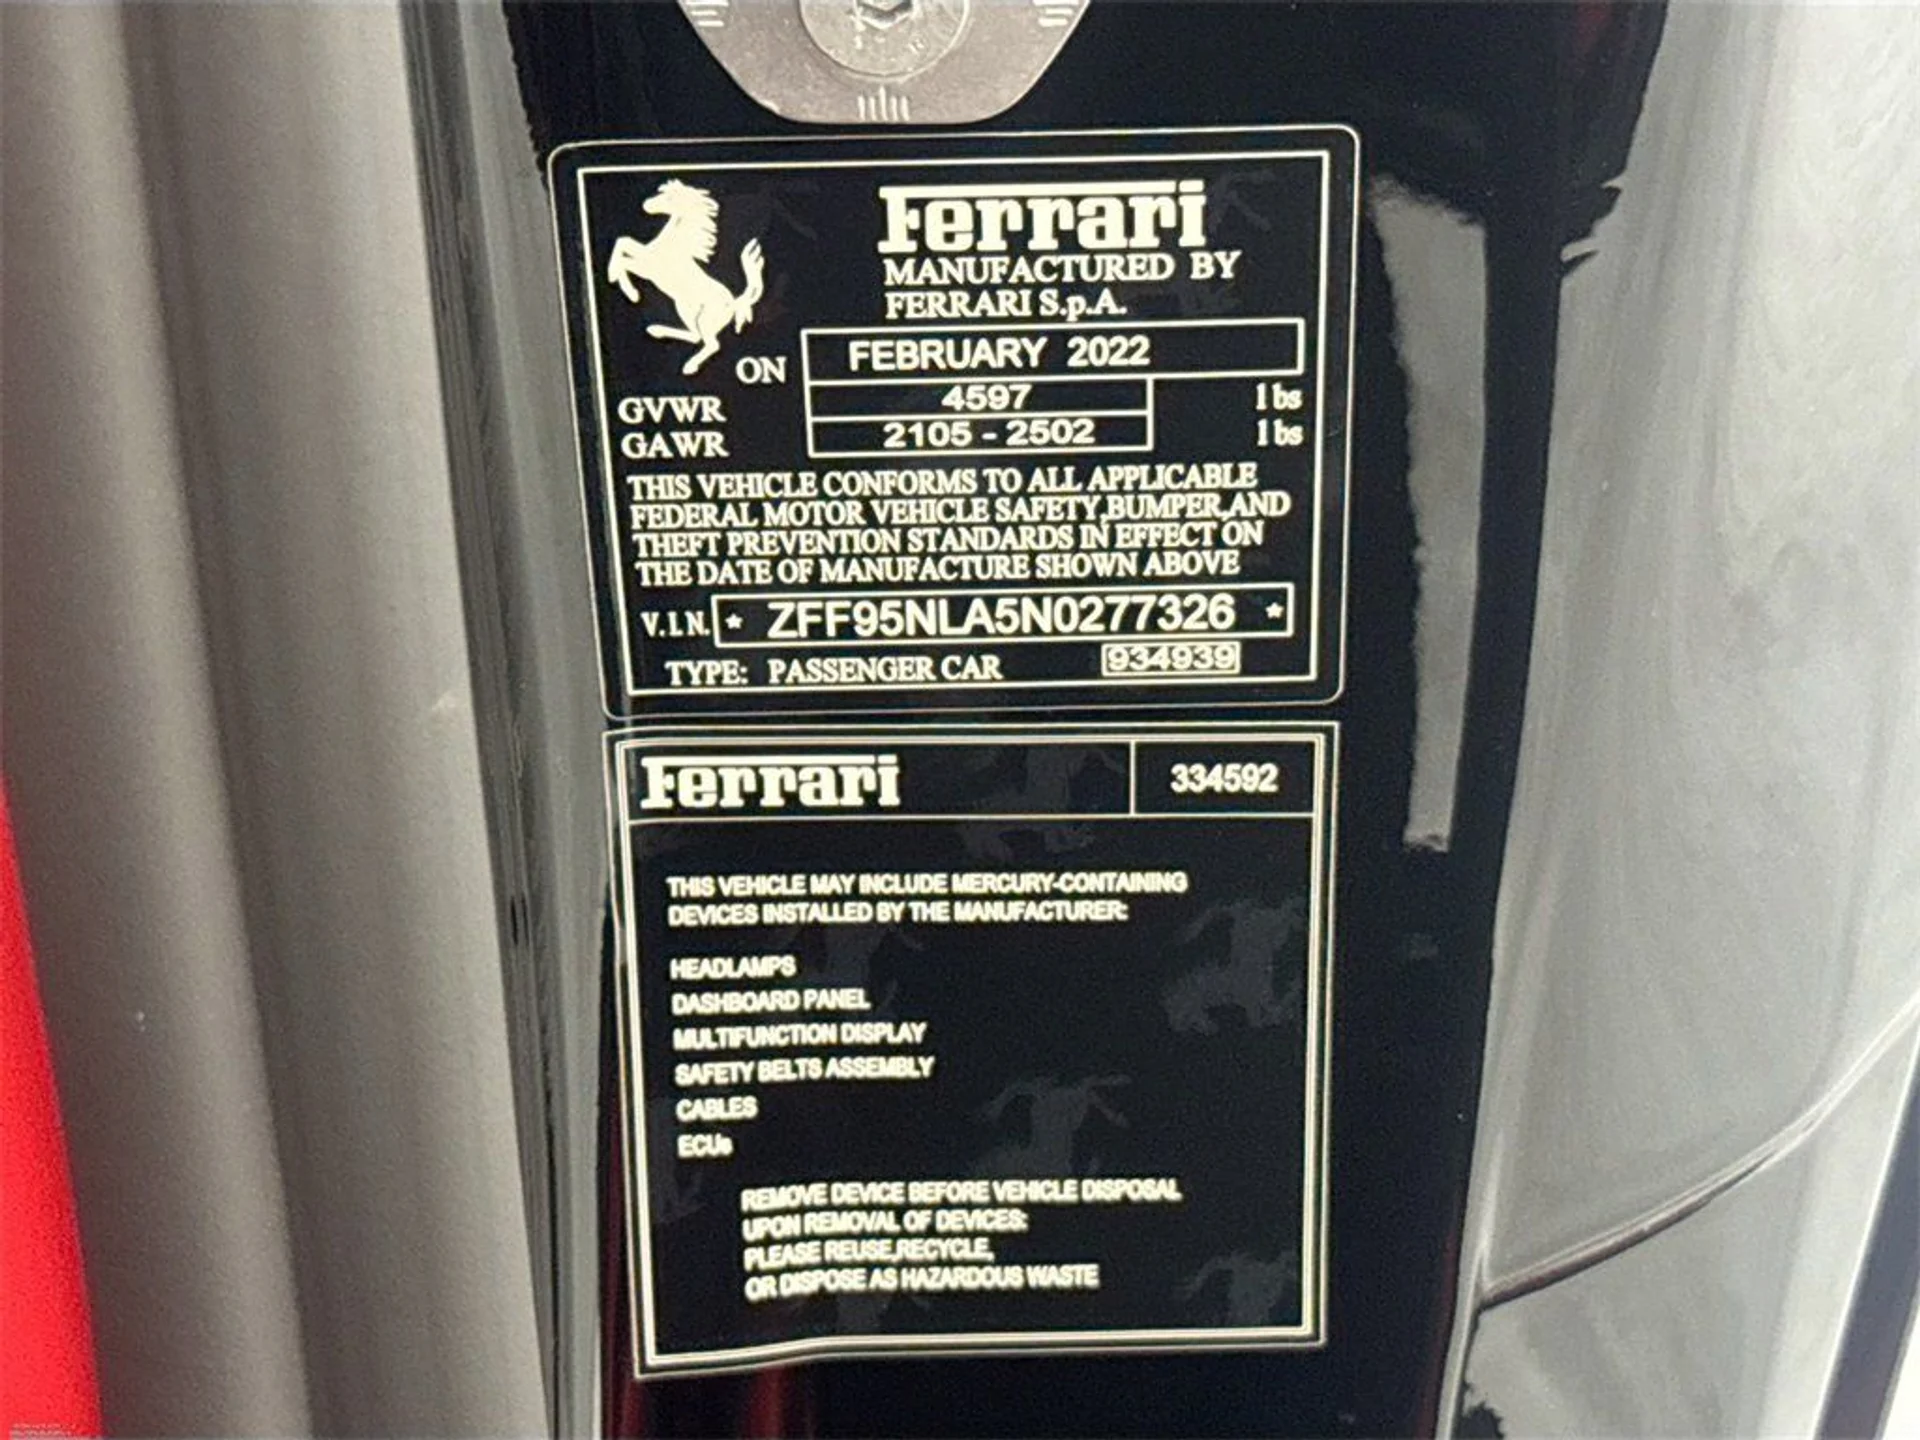 Ferrari
MANUFACTURED BY
FERRARI S.p.A.
ON FEBRUARY 2022
GVWR 4597 lbs
GAWR 2105 - 2502 lbs
THIS VEHICLE CONFORMS TO ALL APPLICABLE
FEDERAL MOTOR VEHICLE SAFETY,BUMPER,AND
THEFT PREVENTION STANDARDS IN EFFECT ON
THE DATE OF MANUFACTURE SHOWN ABOVE
V.I.N. * ZFF95NLA5N0277326 *
TYPE: PASSENGER CAR 934939
Ferrari 334592
THIS VEHICLE MAY INCLUDE MERCURY-CONTAINING
DEVICES INSTALLED BY THE MANUFACTURER:
HEADLAMPS
DASHBOARD PANEL
MULTIFUNCTION DISPLAY
SAFETY BELTS ASSEMBLY
CABLES
ECUs
REMOVE DEVICE BEFORE VEHICLE DISPOSAL
UPON REMOVAL OF DEVICES:
PLEASE REUSE,RECYCLE,
OR DISPOSE AS HAZARDOUS WASTE